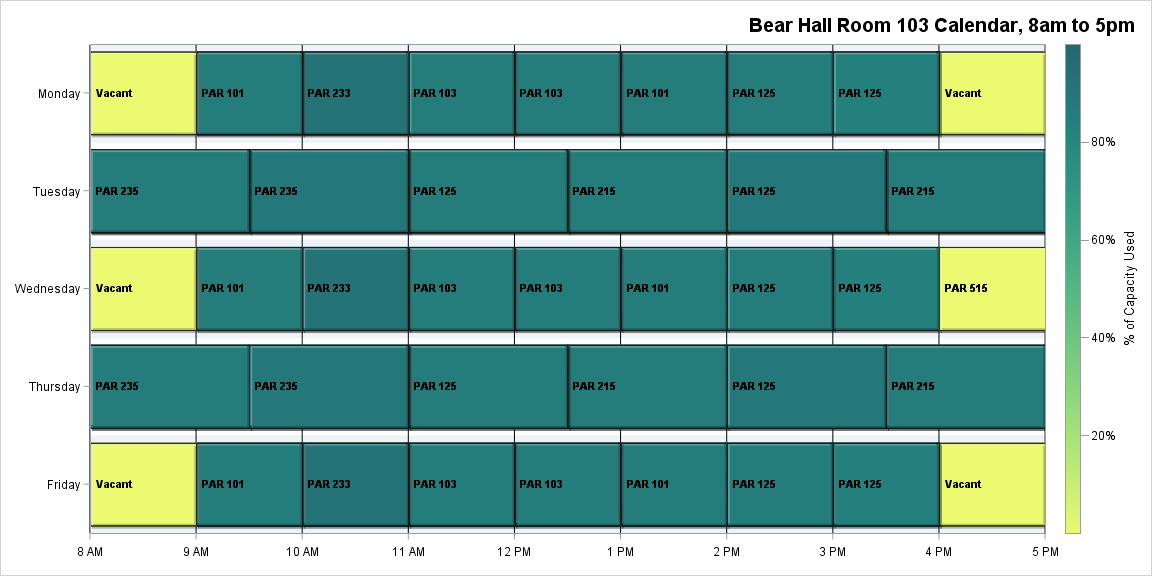 Bear Hall Room 103 Calendar, 8am to 5pm
Monday
Vacant
PAR 101
PAR 233
PAR 103
PAR 103
PAR 101
PAR 125
PAR 125
Vacant
80%
Tuesday
PAR 235
PAR 235
PAR 125
PAR 215
PAR 125
PAR 215
60%
% of Capacity Used
Wednesday
Vacant
PAR 101
PAR 233
PAR 103
PAR 103
PAR 101
PAR 125
PAR 125
PAR 515
40%
Thursday
PAR 235
PAR 235
PAR 125
PAR 215
PAR 125
PAR 215
20%
Friday
Vacant
PAR 101
PAR 233
PAR 103
PAR 103
PAR 101
PAR 125
PAR 125
Vacant
8 AM
9 AM
10 AM
11 AM
12 PM
1 PM
2 PM
3 PM
4 PM
5 PM